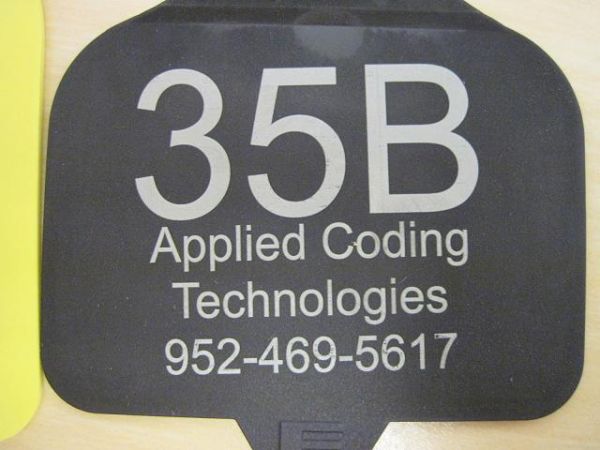 35B
Applied Coding
Technologies
952-469-5617